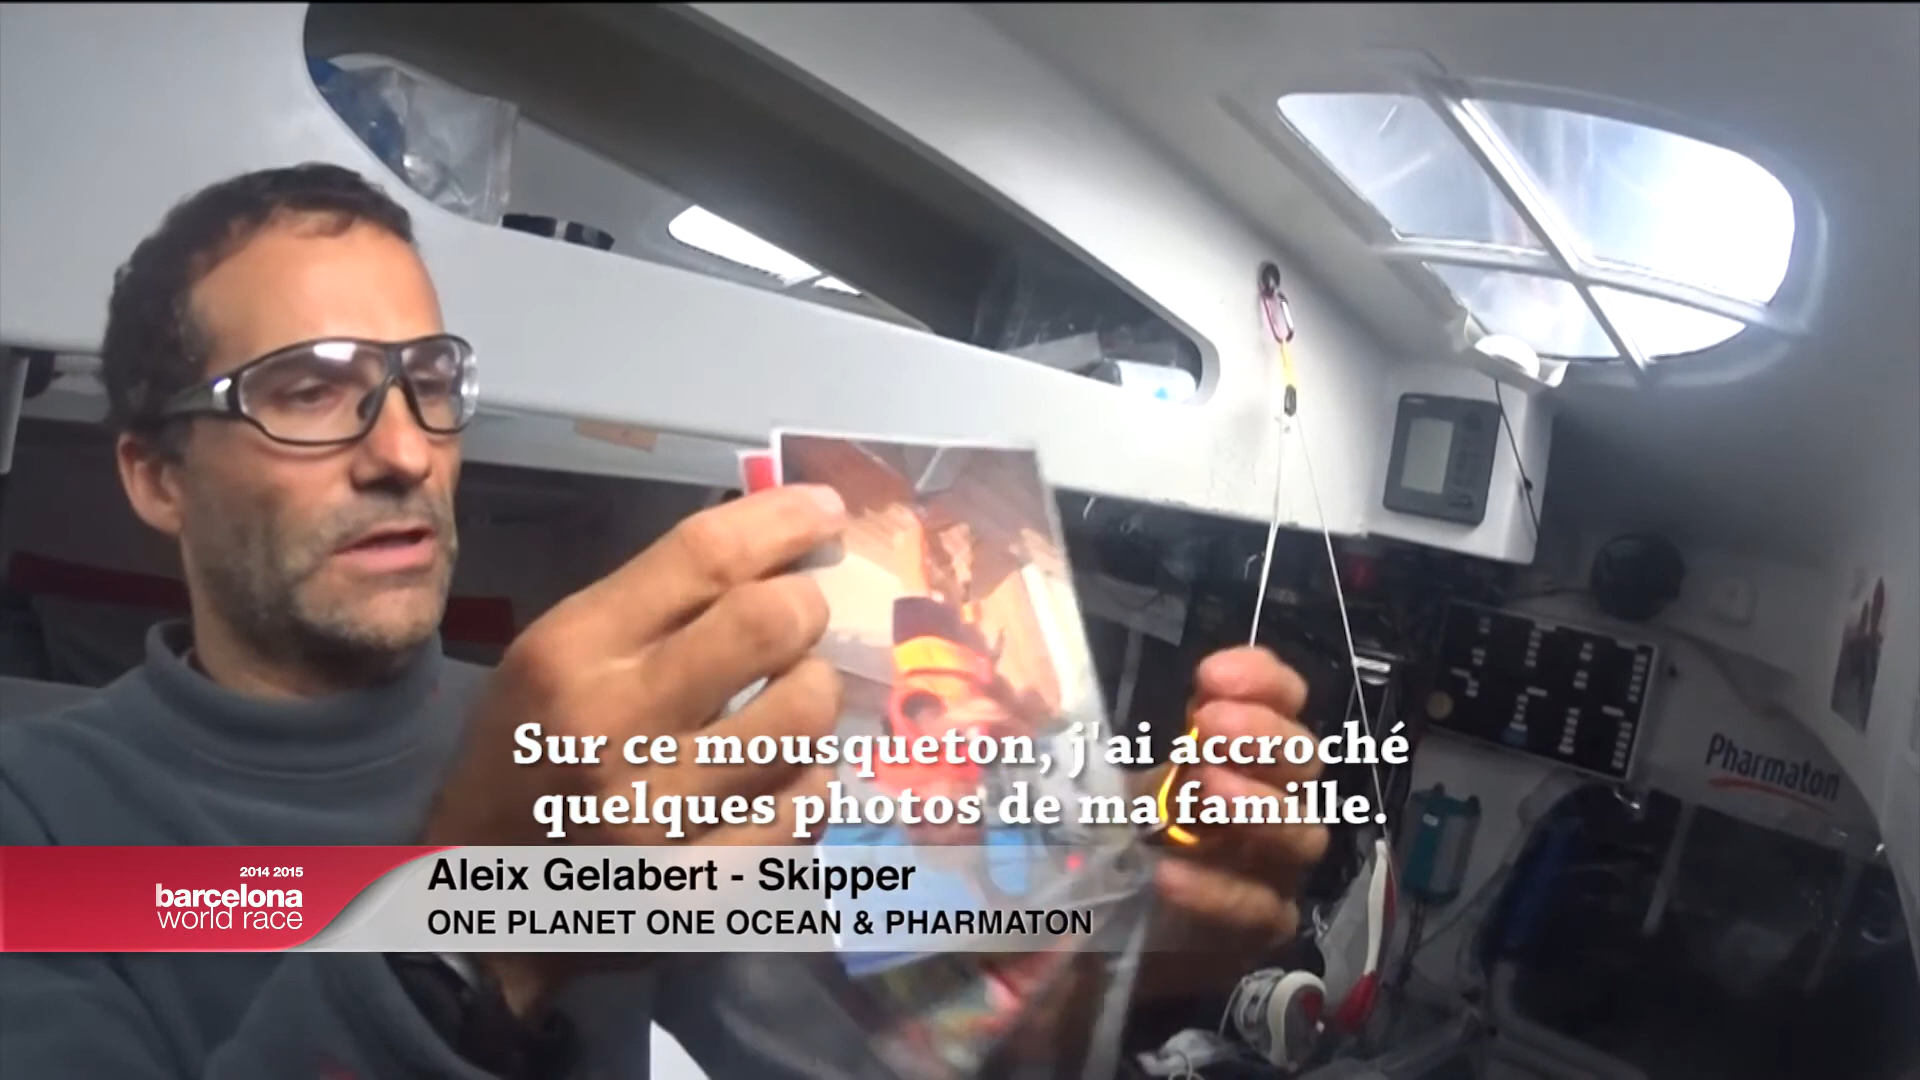 Pharmaton
Sur ce mousqueton, j'ai accroché
quelques photos de ma famille.
2014 2015
barcelona
world race
Aleix Gelabert - Skipper
ONE PLANET ONE OCEAN & PHARMATON